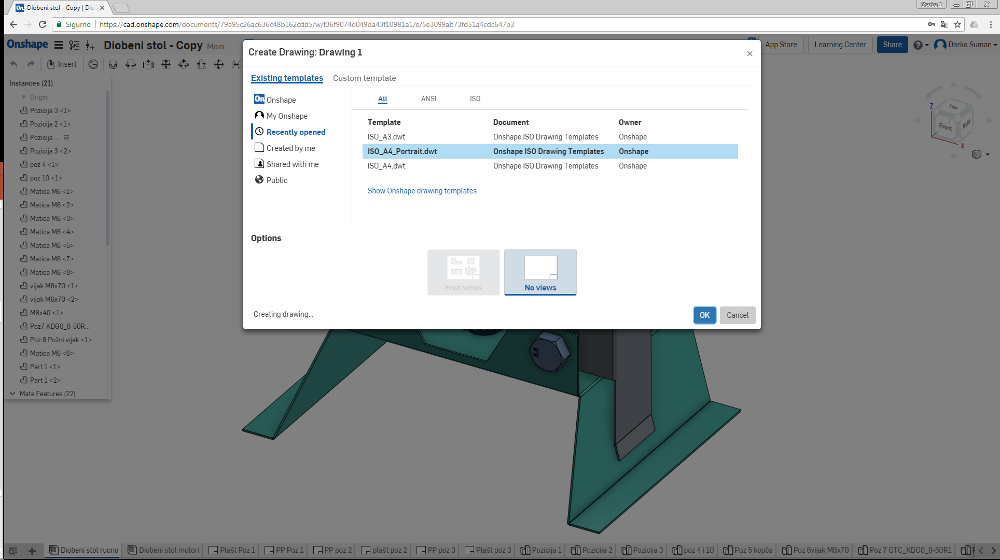 Diobeni stol - Copy | Dio
Osoba 1
Sigurno
https://cad.onshape.com/documents/79a95c26ac636c48b162cdd5/w/f36f9074d049da43f10981a1/e/5e3099ab73fd51a4cdc647b3
Onshape
Diobeni stol - Copy Main
App Store
Learning Center
Share
Darko Suman
Insert
Create Drawing: Drawing 1
Existing templates
Custom template
On Onshape
My Onshape
Recently opened
Created by me
Shared with me
Public
All ANSI ISO
Template Document Owner
ISO_A3.dwt Onshape ISO Drawing Templates Onshape
ISO_A4_Portrait.dwt Onshape ISO Drawing Templates Onshape
ISO_A4.dwt Onshape ISO Drawing Templates Onshape
Show Onshape drawing templates
Options
Four views
No views
Creating drawing...
OK
Cancel
Instances (21)
Origin
Pozicija 3 <1>
Pozicija 2 <1>
Pozicija ...
Pozicija 3 <2>
poz 4 <1>
poz 10 <1>
Matica M6 <1>
Matica M6 <2>
Matica M6 <3>
Matica M6 <4>
Matica M6 <5>
Matica M6 <7>
Matica M6 <8>
vijak M6x70 <1>
vijak M6x70 <2>
M6x40 <1>
Poz7 KDG0_8-50R...
Poz 8 Pužni vijak <1>
Matica M6 <6>
Part 1 <1>
Part 1 <2>
Mate Features (22)
Z
Top
Y
Front
Right
X
8.8
Diobeni stol rucno
Diobeni stol motori
Plašt Poz 1
PP Poz 1
PP poz 2
plašt poz 2
PP poz 3
Plašt poz 3
Pozicija 1
Pozicija 2
Pozicija 3
poz 4 i 10
Poz 5 kopča
Poz 6vijak M6x70
Poz 7 QTC_KDG0_8-50R1